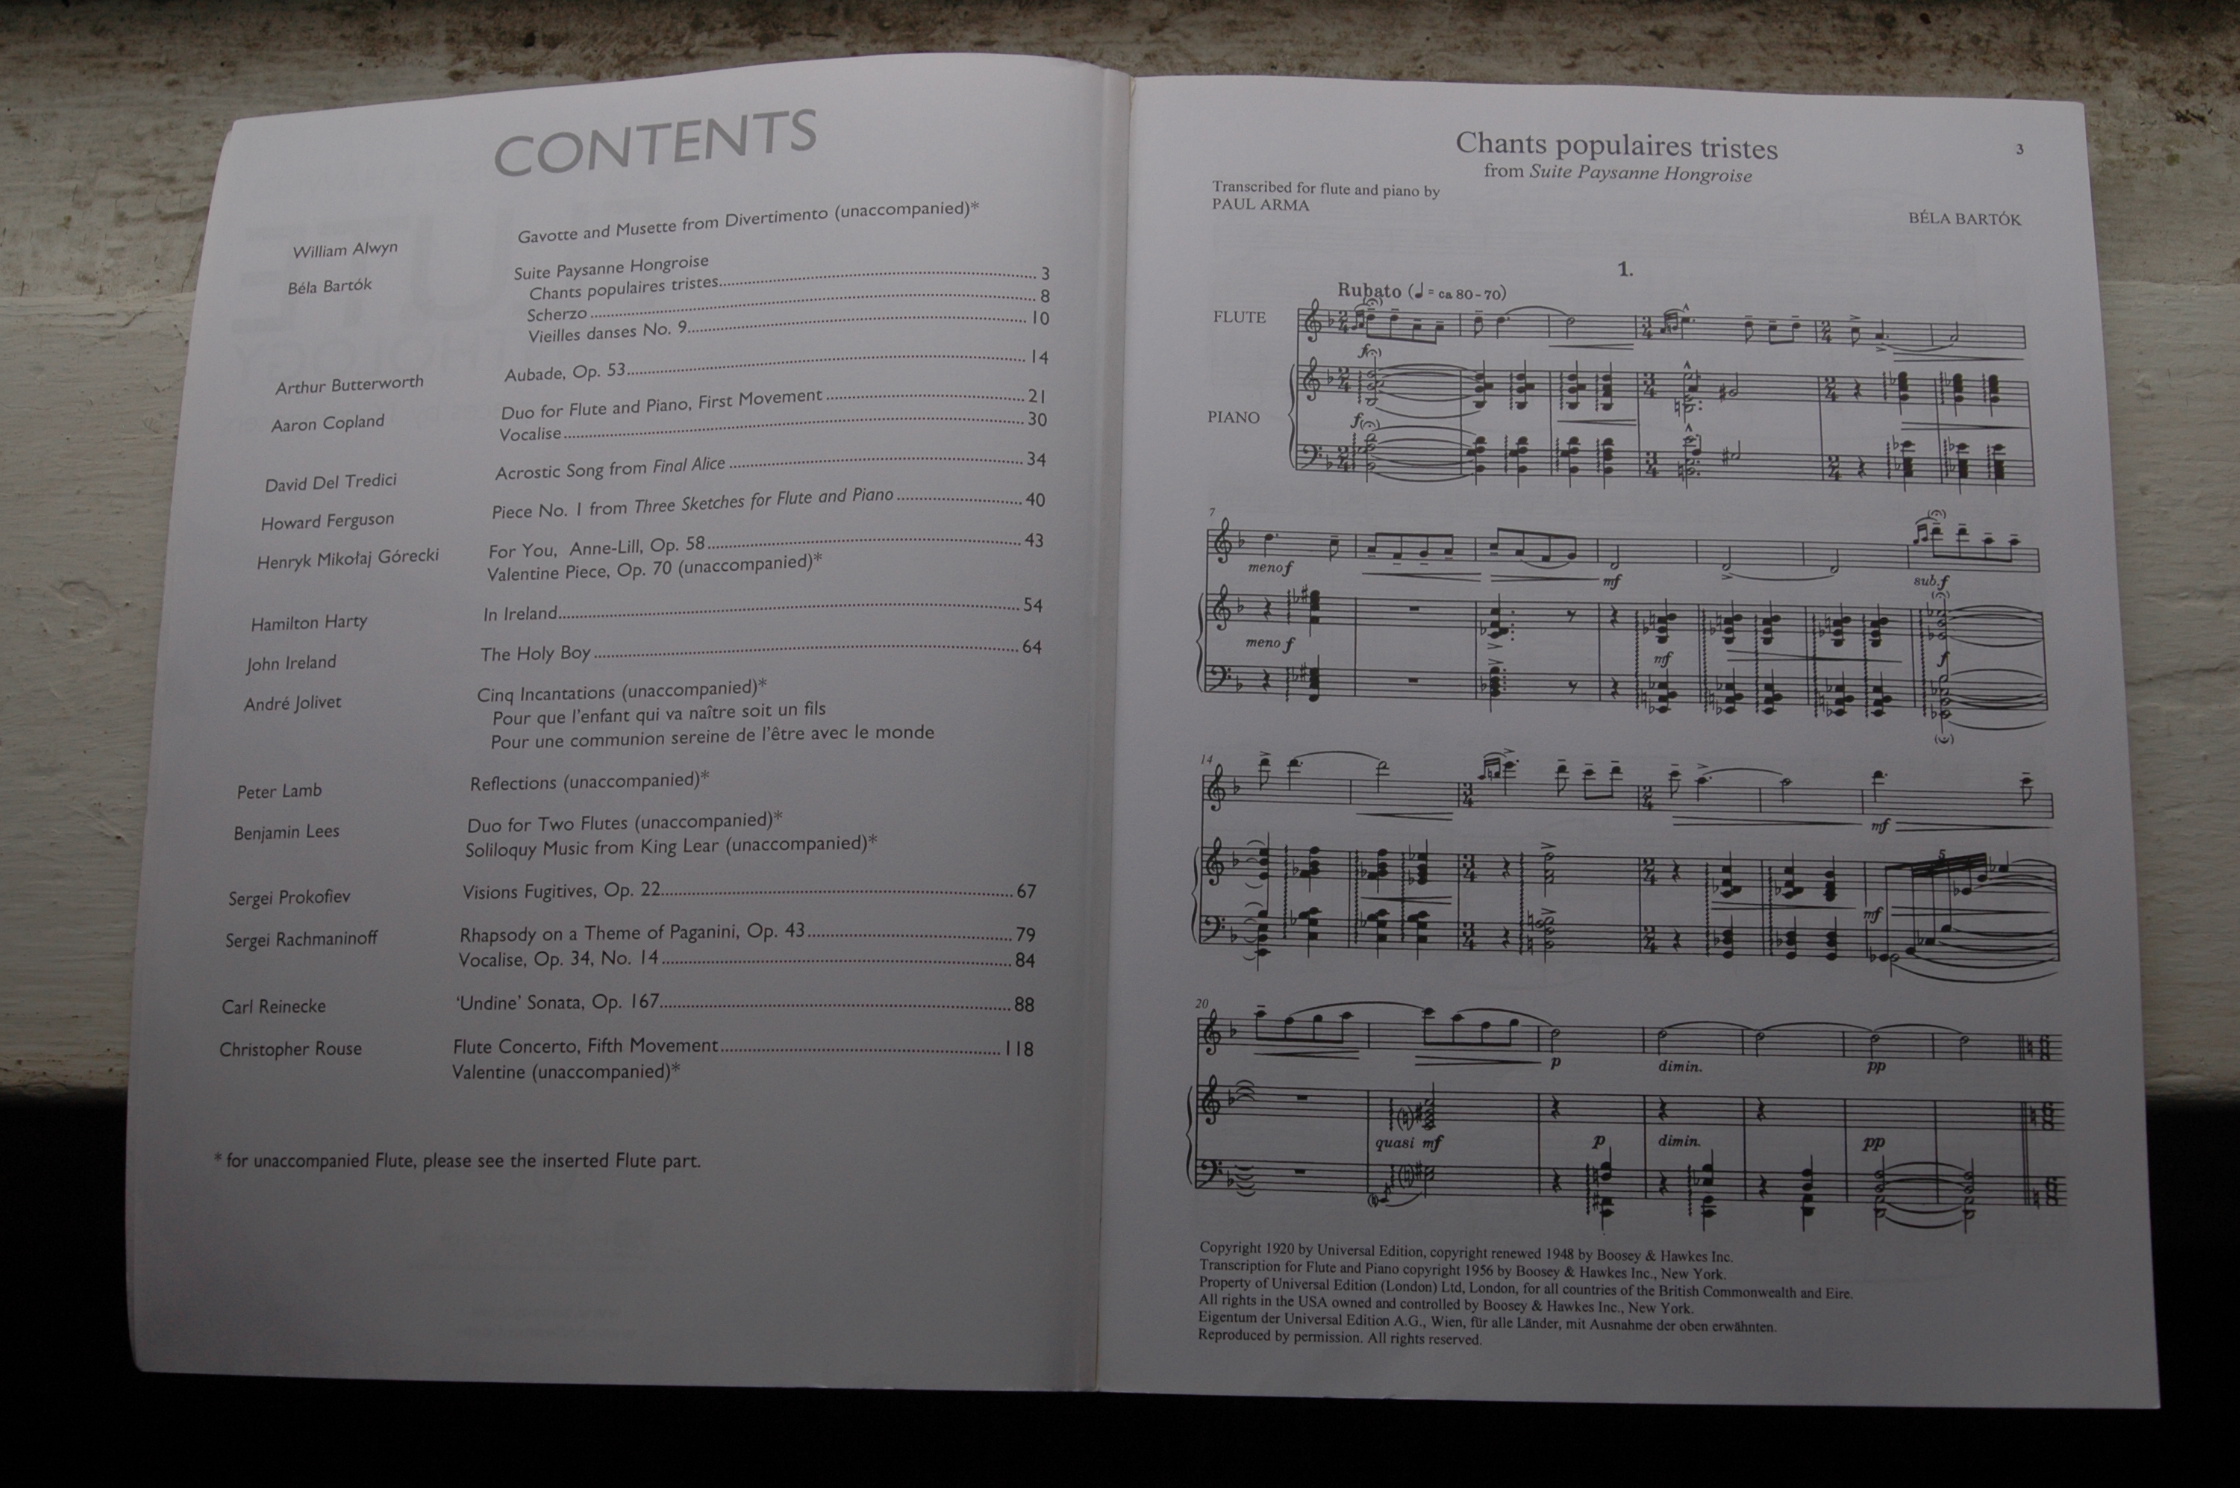 CONTENTS
William Alwyn Gavotte and Musette from Divertimento (unaccompanied)*
Béla Bartók Suite Paysanne Hongroise
Chants populaires tristes 3
Scherzo 8
Vieilles danses No. 9 10
Arthur Butterworth Aubade, Op. 53 14
Aaron Copland Duo for Flute and Piano, First Movement 21
Vocalise 30
David Del Tredici Acrostic Song from Final Alice 34
Howard Ferguson Piece No. 1 from Three Sketches for Flute and Piano 40
Henryk Mikołaj Górecki For You, Anne-Lill, Op. 58 43
Valentine Piece, Op. 70 (unaccompanied)*
Hamilton Harty In Ireland 54
John Ireland The Holy Boy 64
André Jolivet Cinq Incantations (unaccompanied)*
Pour que l'enfant qui va naître soit un fils
Pour une communion sereine de l'être avec le monde
Peter Lamb Reflections (unaccompanied)*
Benjamin Lees Duo for Two Flutes (unaccompanied)*
Soliloquy Music from King Lear (unaccompanied)*
Sergei Prokofiev Visions Fugitives, Op. 22 67
Sergei Rachmaninoff Rhapsody on a Theme of Paganini, Op. 43 79
Vocalise, Op. 34, No. 14 84
Carl Reinecke 'Undine' Sonata, Op. 167 88
Christopher Rouse Flute Concerto, Fifth Movement 118
Valentine (unaccompanied)*
* for unaccompanied Flute, please see the inserted Flute part.
Chants populaires tristes
3
from Suite Paysanne Hongroise
Transcribed for flute and piano by
PAUL ARMA
BÉLA BARTÓK
1.
Rubato (♩ = ca 80-70)
FLUTE
f
PIANO
f
7
meno f
mf
sub. f
meno f
mf
f
14
mf
5
mf
20
p
dimin.
pp
quasi mf
p
dimin.
pp
Copyright 1920 by Universal Edition, copyright renewed 1948 by Boosey & Hawkes Inc.
Transcription for Flute and Piano copyright 1956 by Boosey & Hawkes Inc., New York.
Property of Universal Edition (London) Ltd, London, for all countries of the British Commonwealth and Eire.
All rights in the USA owned and controlled by Boosey & Hawkes Inc., New York.
Eigentum der Universal Edition A.G., Wien, für alle Länder, mit Ausnahme der oben erwähnten.
Reproduced by permission. All rights reserved.